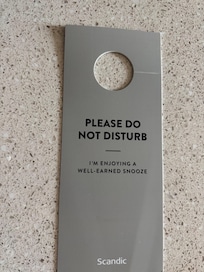 PLEASE DO
NOT DISTURB
I'M ENJOYING A
WELL-EARNED SNOOZE
Scandic